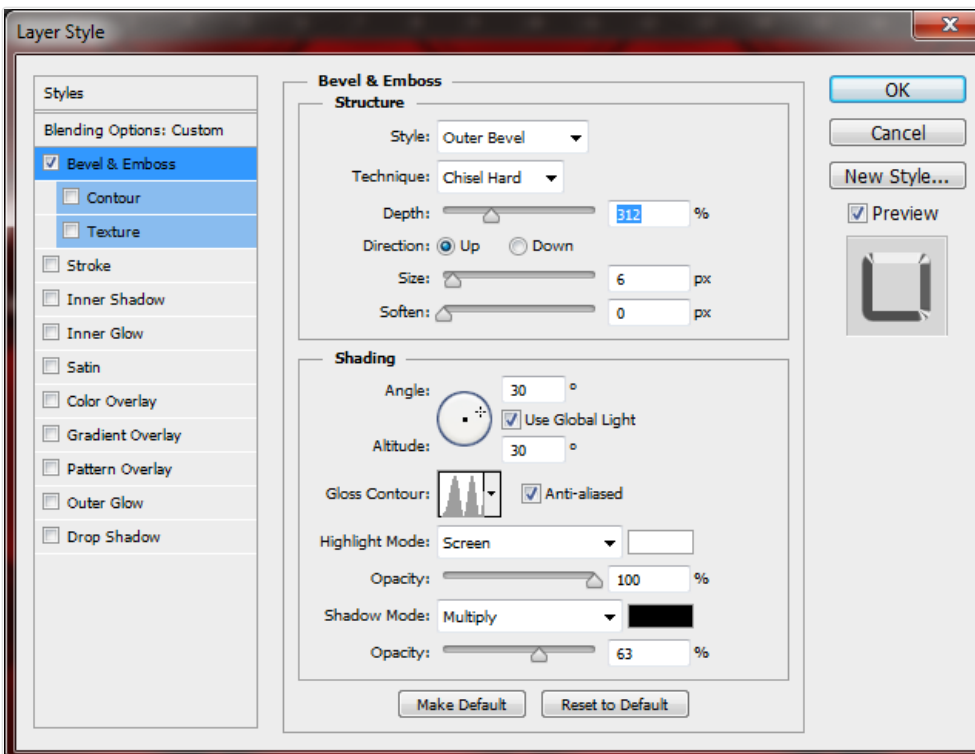 Layer Style
Styles
Blending Options: Custom
Bevel & Emboss
Contour
Texture
Stroke
Inner Shadow
Inner Glow
Satin
Color Overlay
Gradient Overlay
Pattern Overlay
Outer Glow
Drop Shadow
Bevel & Emboss
Structure
Style: Outer Bevel
Technique: Chisel Hard
Depth: 312 %
Direction: Up Down
Size: 6 px
Soften: 0 px
Shading
Angle: 30 °
Use Global Light
Altitude: 30 °
Gloss Contour: Anti-aliased
Highlight Mode: Screen
Opacity: 100 %
Shadow Mode: Multiply
Opacity: 63 %
Make Default Reset to Default
OK
Cancel
New Style...
Preview